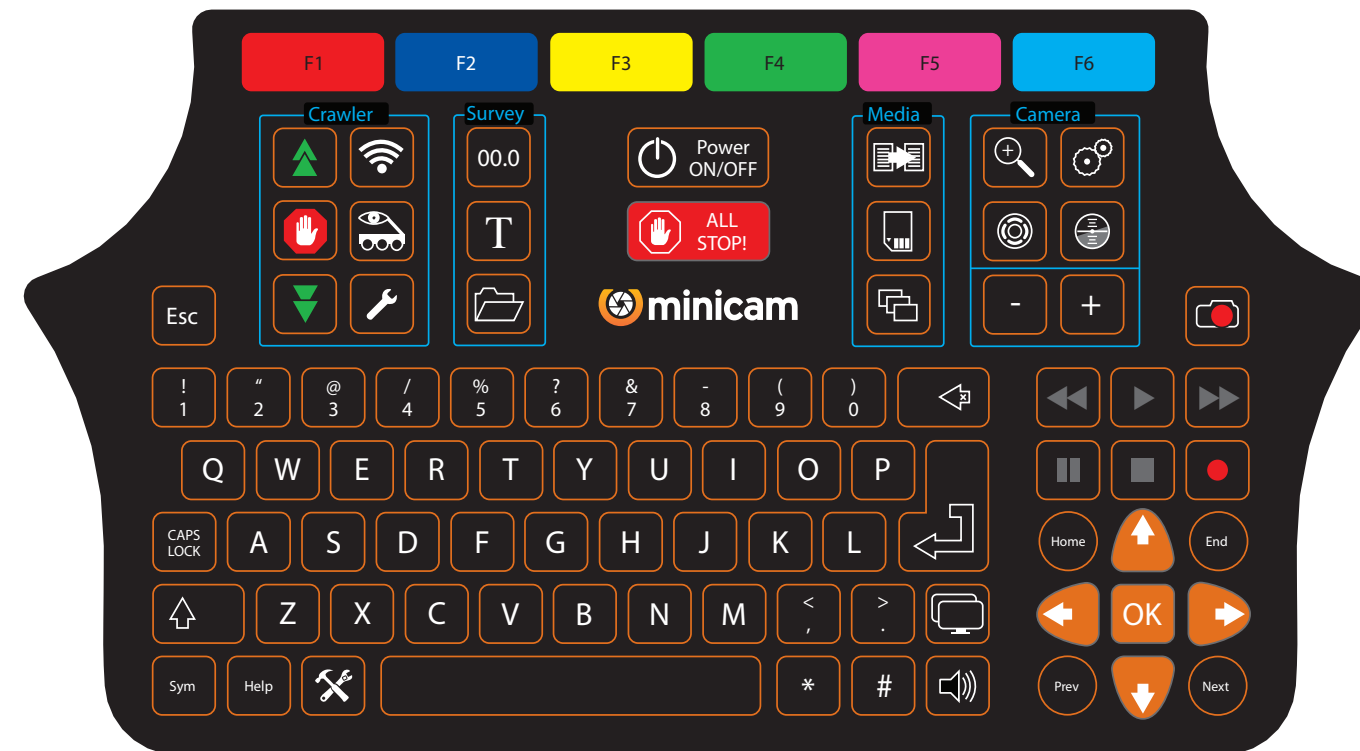 F1 F2 F3 F4 F5 F6
Crawler Survey Media Camera
00.0 Power
ON/OFF
T ALL
STOP!
minicam
Esc - +
! “ @ / % ? & - ( )
1 2 3 4 5 6 7 8 9 0
Q W E R T Y U I O P
CAPS
LOCK
A S D F G H J K L
Home End
Z X C V B N M < >
, .
OK
Sym Help * #
Prev Next